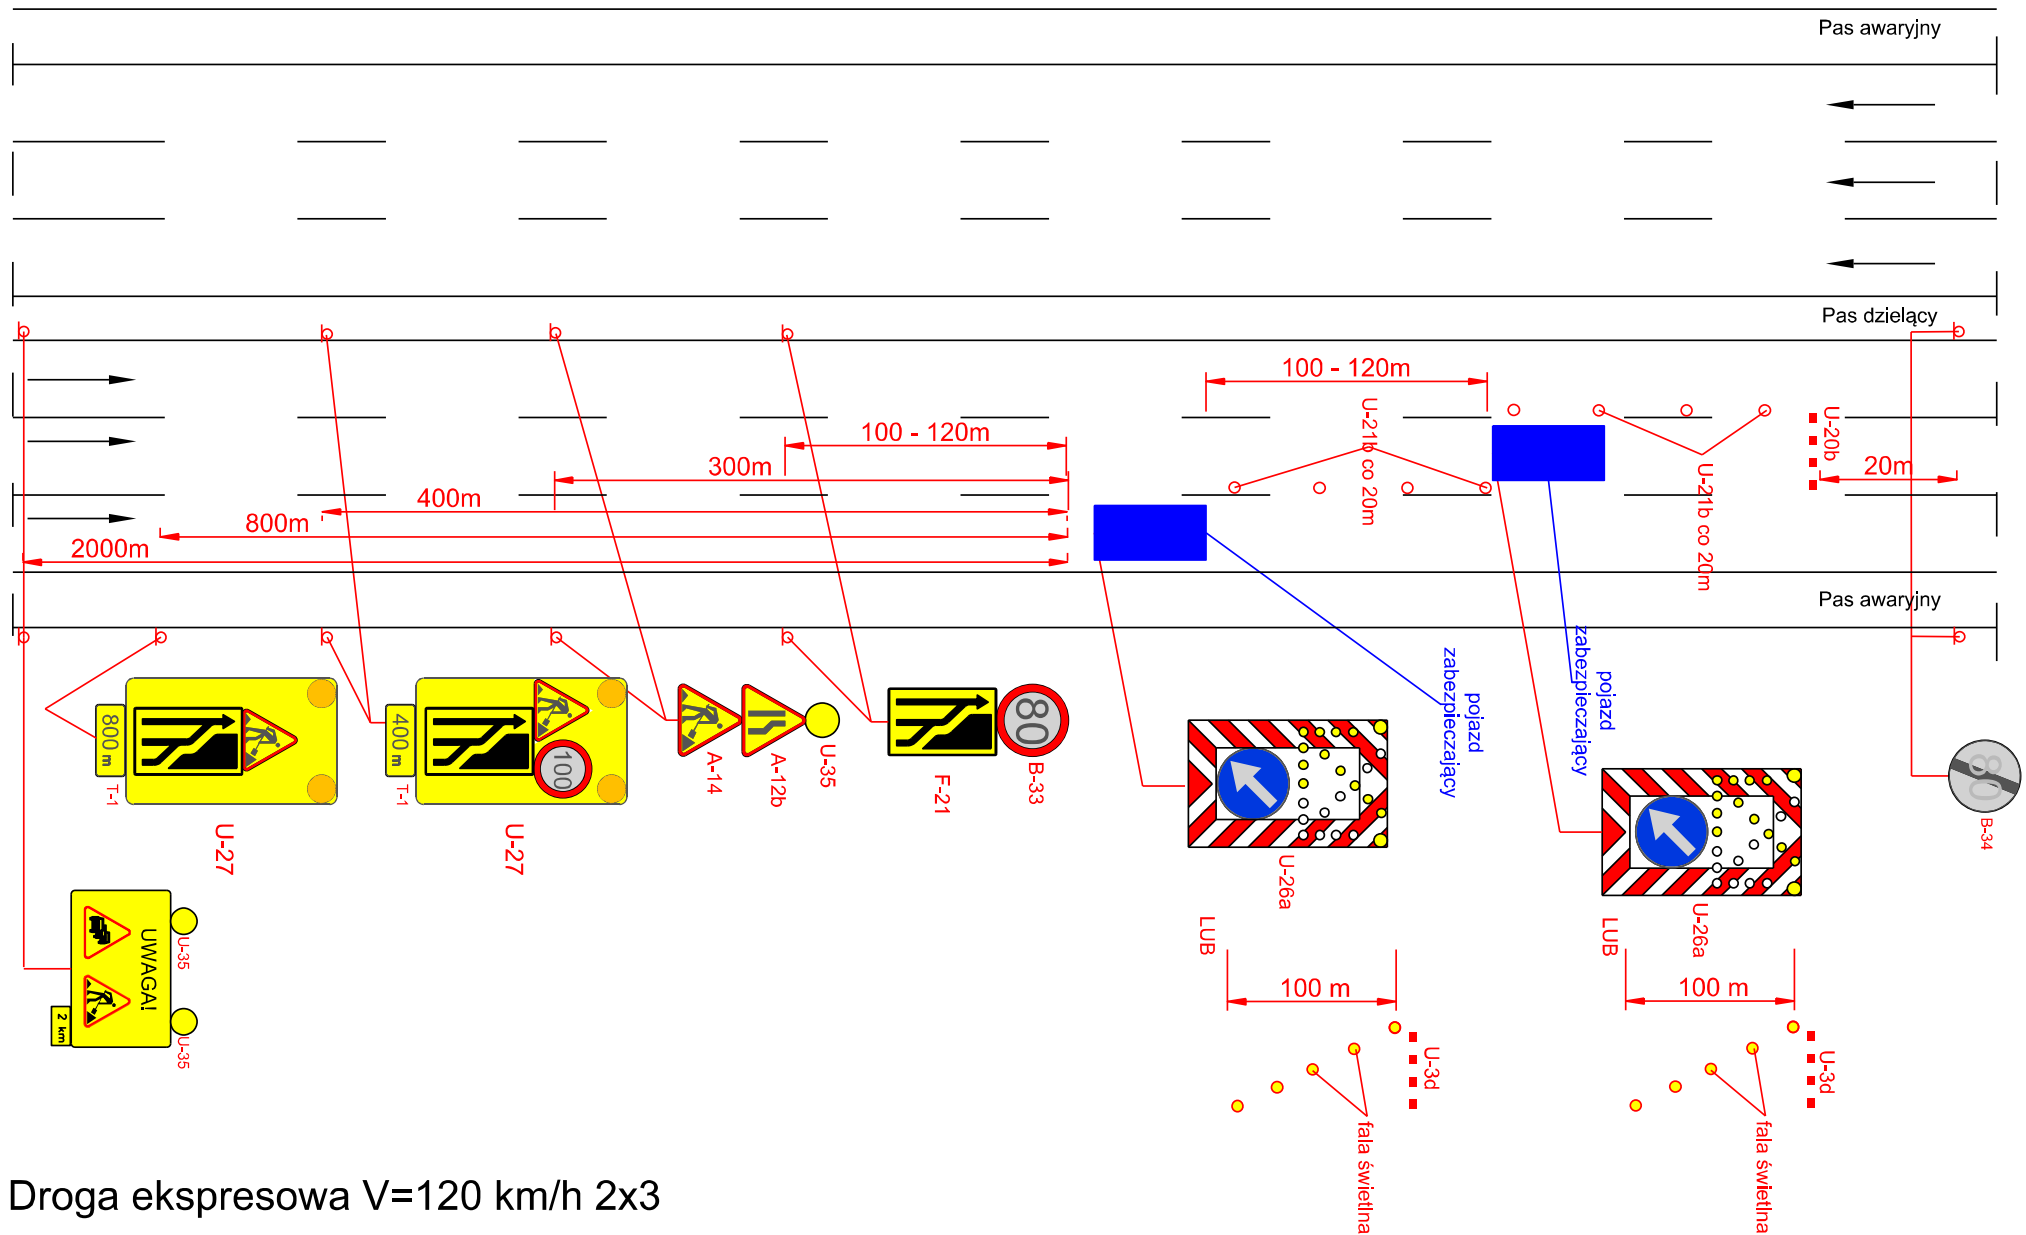 Pas awaryjny
Pas dzielący
100 - 120m
U-21b co 20m
U-20b
100 - 120m
300m
20m
U-21b co 20m
400m
800m
2000m
Pas awaryjny
pojazd
zabezpieczający
pojazd
zabezpieczający
800 m
T-1
U-27
400 m
T-1
100
U-27
A-14
A-12b
U-35
F-21
80
B-33
U-26a
U-26a
80
B-34
UWAGA!
2 km
U-35
U-35
LUB
100 m
U-3d
fala świetlna
LUB
100 m
U-3d
fala świetlna
Droga ekspresowa V=120 km/h 2x3